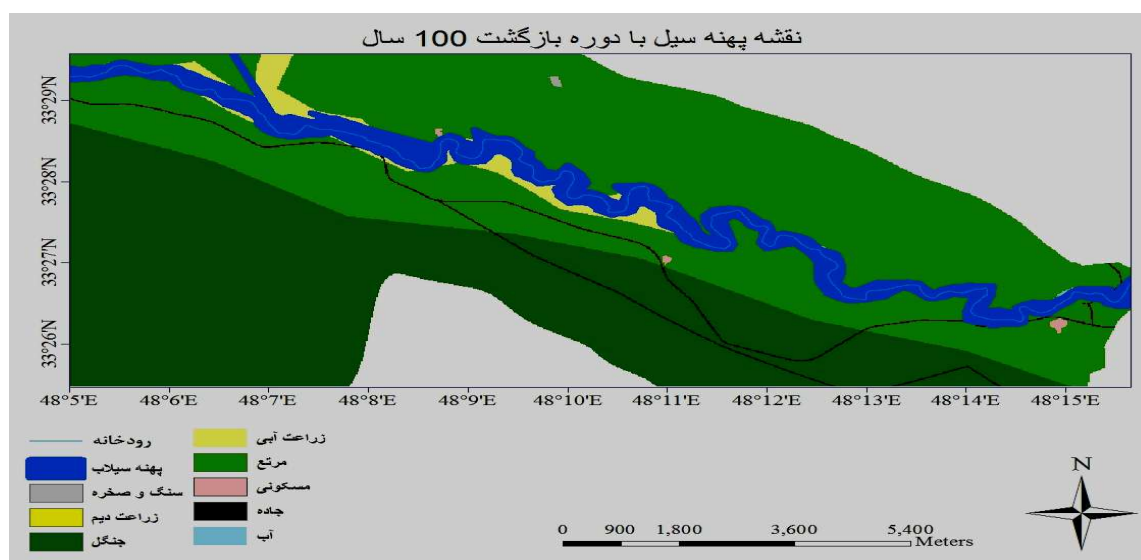 نقشه پهنه سیل با دوره بازگشت 100 سال
33°29'N
33°28'N
33°27'N
33°26'N
48°5'E 48°6'E 48°7'E 48°8'E 48°9'E 48°10'E 48°11'E 48°12'E 48°13'E 48°14'E 48°15'E
رودخانه
پهنه سیلاب
سنگ و صخره
زراعت دیم
جنگل
زراعت آبی
مرتع
مسکونی
جاده
آب
0 900 1,800 3,600 5,400
Meters
N